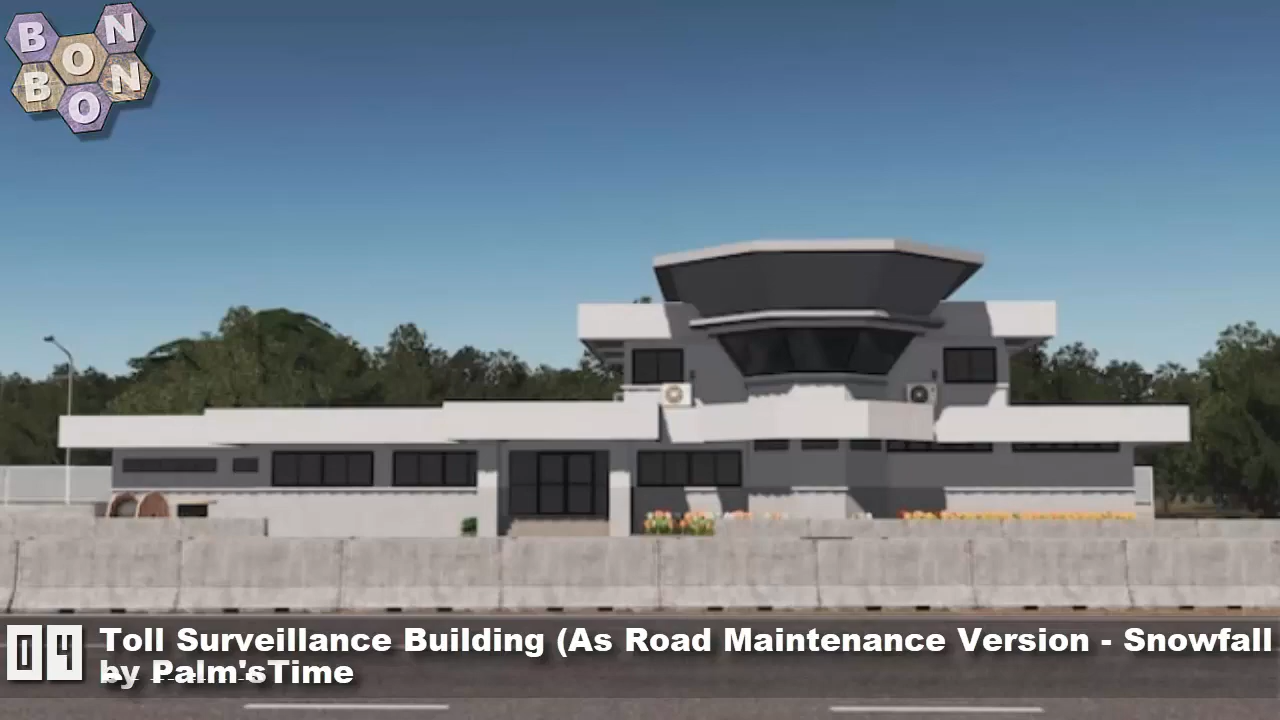 BON
BON
04
Toll Surveillance Building (As Road Maintenance Version - Snowfall
by Palm'sTime